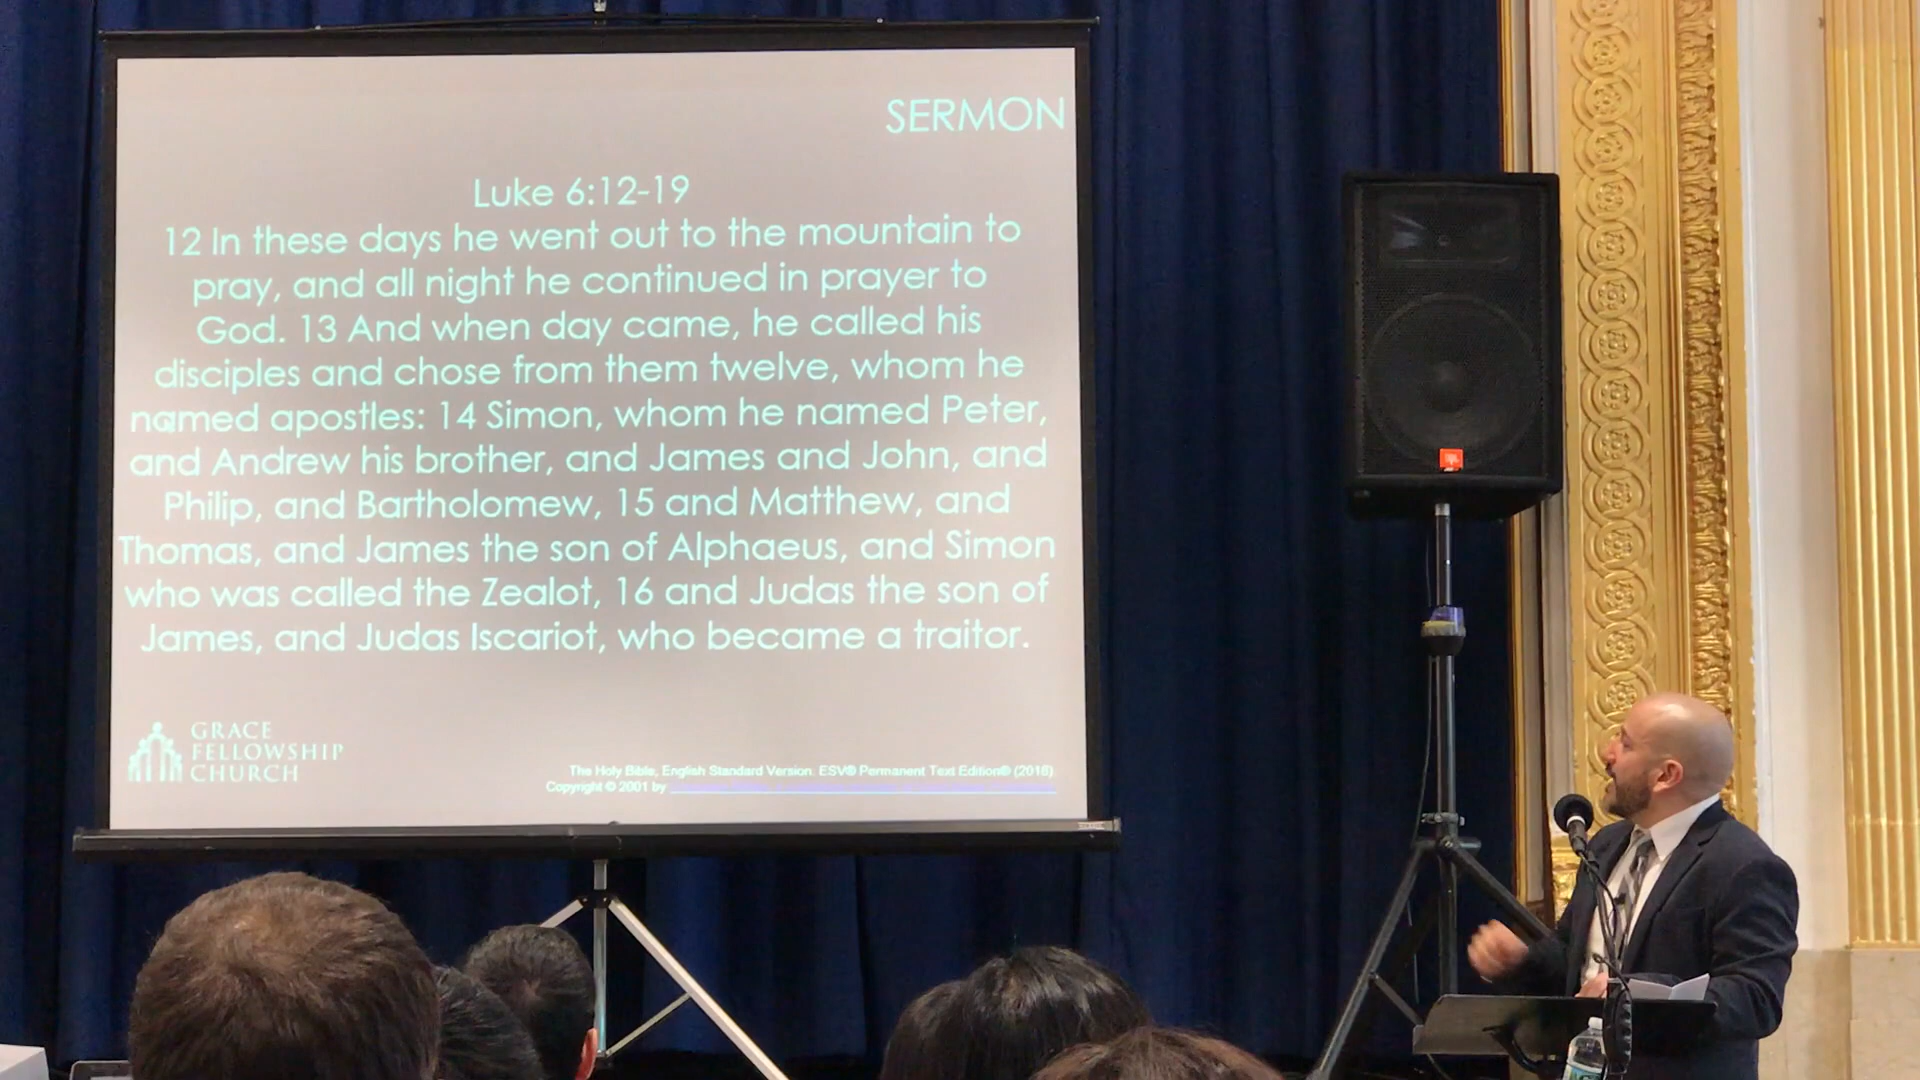 SERMON
Luke 6:12-19
12 In these days he went out to the mountain to
pray, and all night he continued in prayer to
God. 13 And when day came, he called his
disciples and chose from them twelve, whom he
named apostles: 14 Simon, whom he named Peter,
and Andrew his brother, and James and John, and
Philip, and Bartholomew, 15 and Matthew, and
Thomas, and James the son of Alphaeus, and Simon
who was called the Zealot, 16 and Judas the son of
James, and Judas Iscariot, who became a traitor.
GRACE
FELLOWSHIP
CHURCH
The Holy Bible, English Standard Version. ESV® Permanent Text Edition® (2016)
Copyright © 2001 by